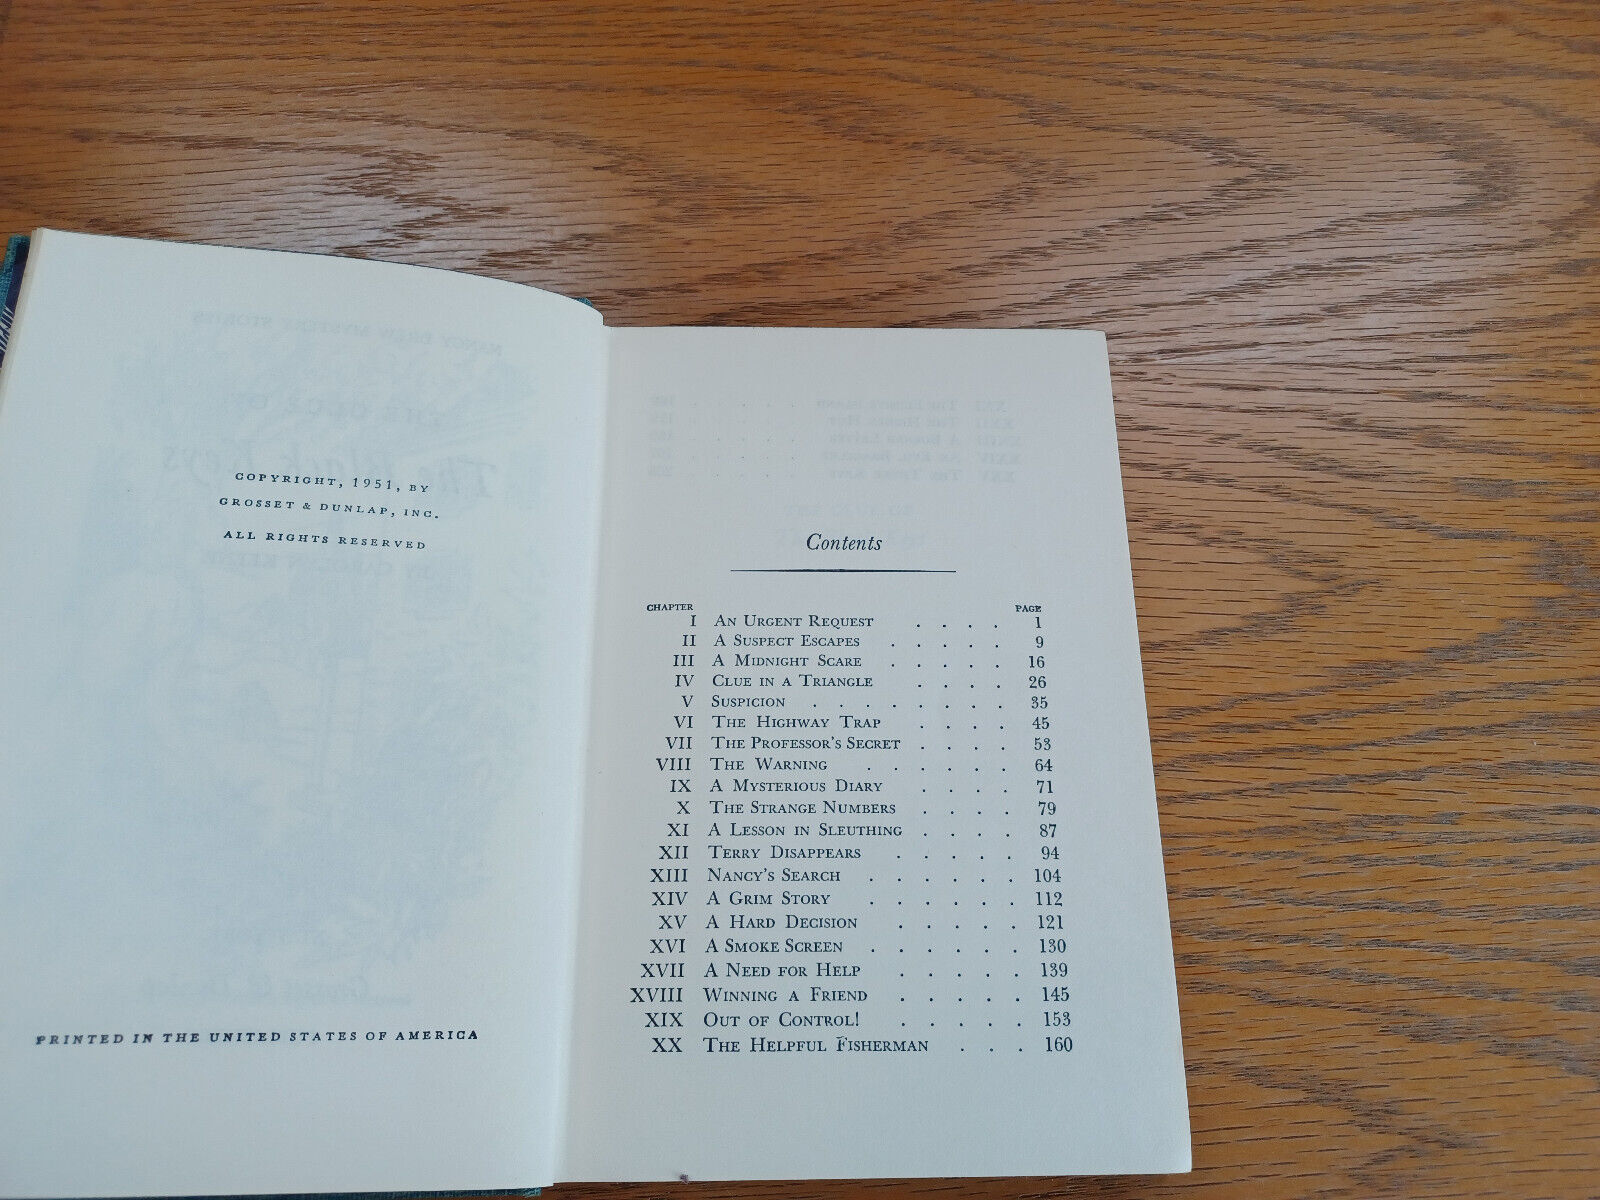 COPYRIGHT, 1951, BY
GROSSET & DUNLAP, INC.
ALL RIGHTS RESERVED
PRINTED IN THE UNITED STATES OF AMERICA
Contents
CHAPTER PAGE
I An Urgent Request . . . . 1
II A Suspect Escapes . . . . . 9
III A Midnight Scare . . . . . 16
IV Clue in a Triangle . . . . 26
V Suspicion . . . . . . . . 35
VI The Highway Trap . . . . 45
VII The Professor's Secret . . . . 53
VIII The Warning . . . . . . 64
IX A Mysterious Diary . . . . 71
X The Strange Numbers . . . . 79
XI A Lesson in Sleuthing . . . . 87
XII Terry Disappears . . . . . 94
XIII Nancy's Search . . . . . . 104
XIV A Grim Story . . . . . . 112
XV A Hard Decision . . . . . 121
XVI A Smoke Screen . . . . . . 130
XVII A Need for Help . . . . . 139
XVIII Winning a Friend . . . . . 145
XIX Out of Control! . . . . . 153
XX The Helpful Fisherman . . . 160